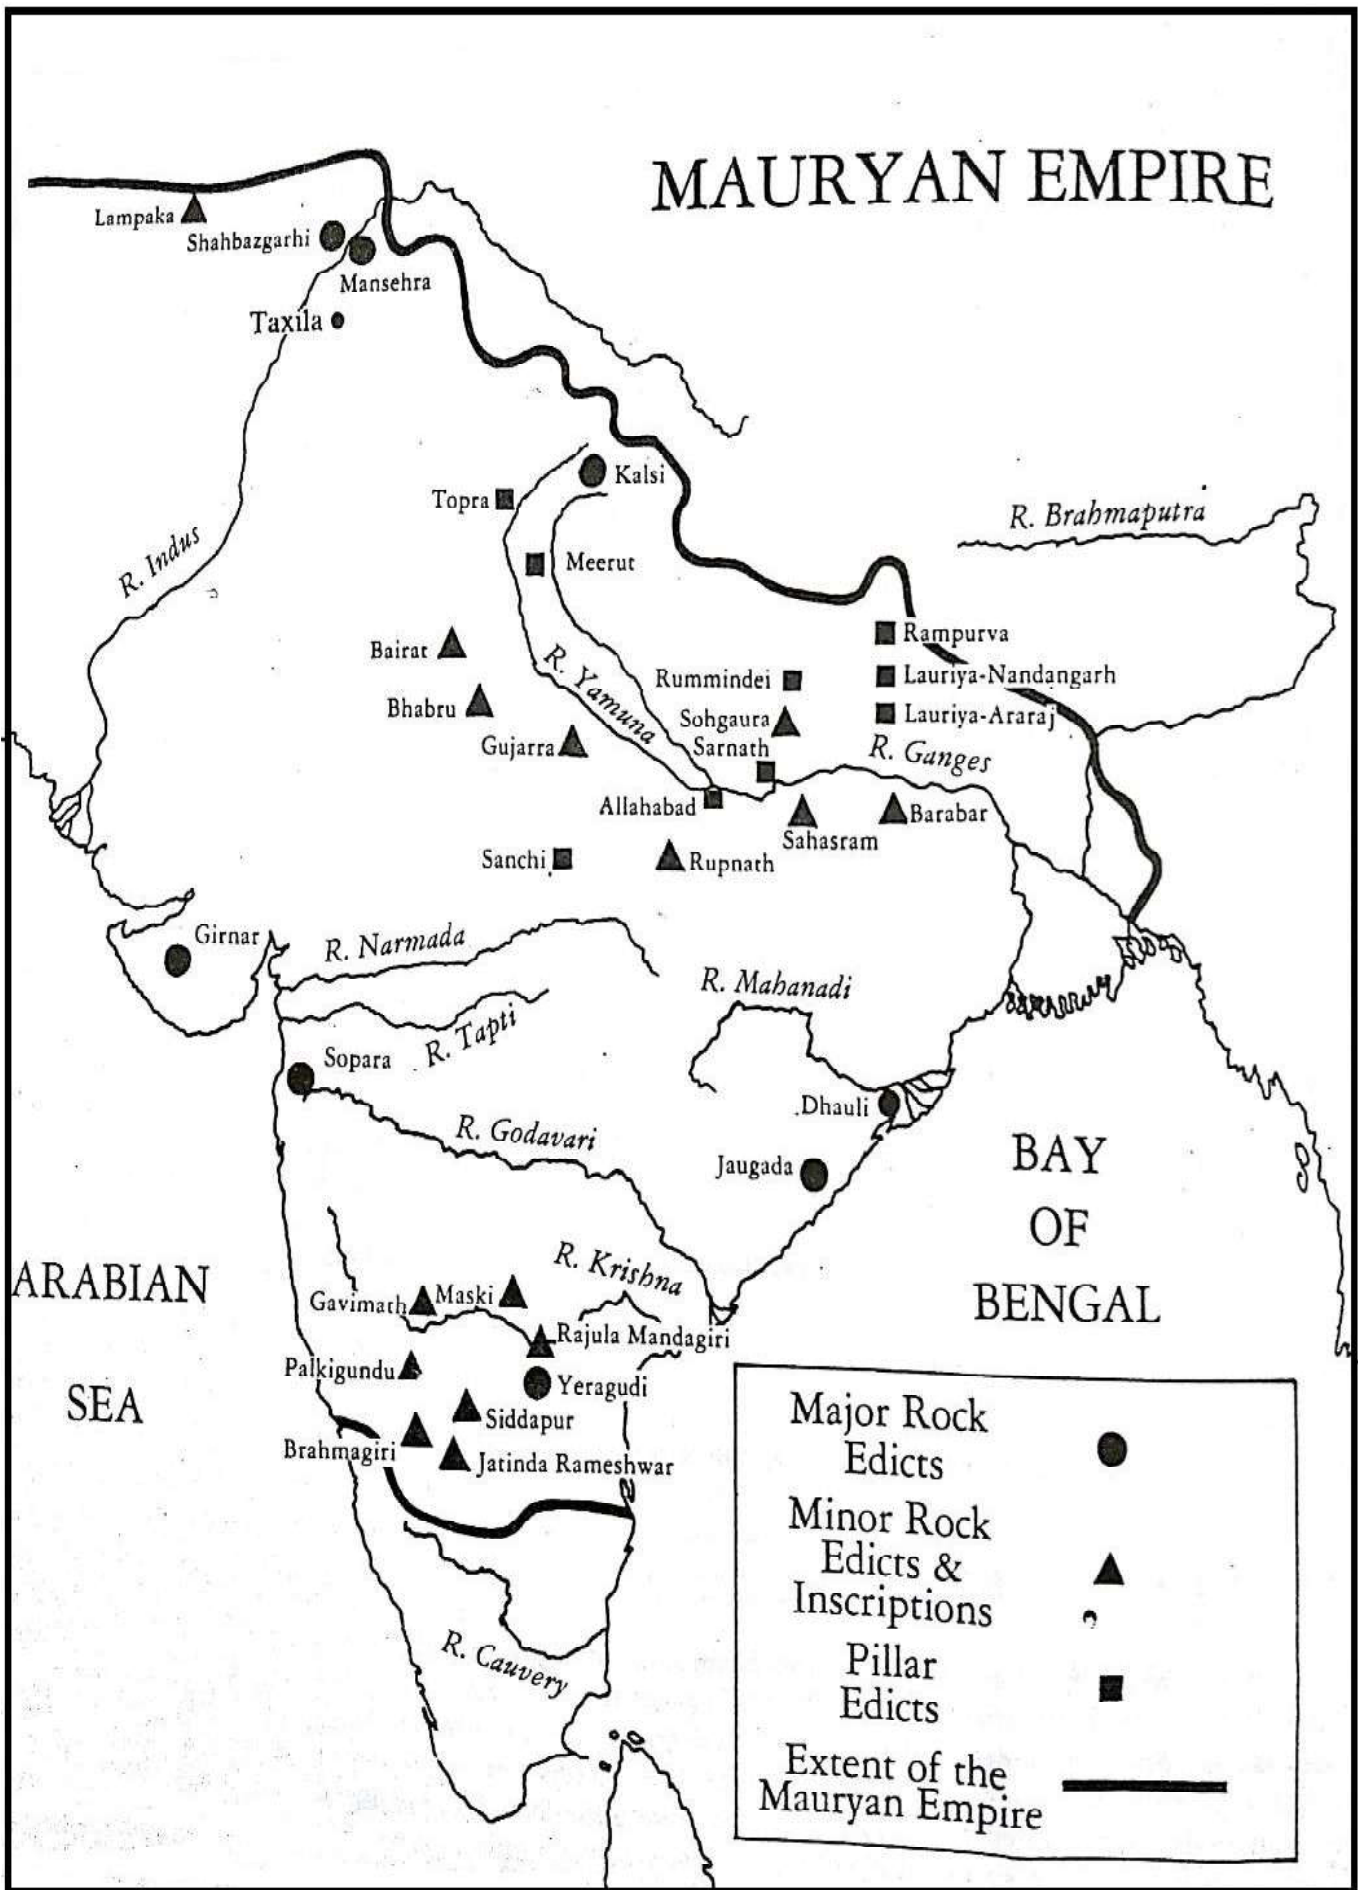 MAURYAN EMPIRE
Lampaka
Shahbazgarhi
Mansehra
Taxila
Kalsi
Topra
R. Brahmaputra
R. Indus
Meerut
Rampurva
Bairat
R. Yamuna
Rummindei
Lauriya-Nandangarh
Bhabru
Sohgaura
Lauriya-Araraj
Gujarra
Sarnath
R. Ganges
Allahabad
Barabar
Sahasram
Sanchi
Rupnath
Girnar
R. Narmada
R. Mahanadi
R. Tapti
Sopara
Dhauli
R. Godavari
Jaugada
BAY
OF
BENGAL
ARABIAN
SEA
R. Krishna
Gavimath
Maski
Rajula Mandagiri
Palkigundu
Yeragudi
Siddapur
Brahmagiri
Jatinda Rameshwar
R. Cauvery
Major Rock
Edicts
Minor Rock
Edicts &
Inscriptions
Pillar
Edicts
Extent of the
Mauryan Empire